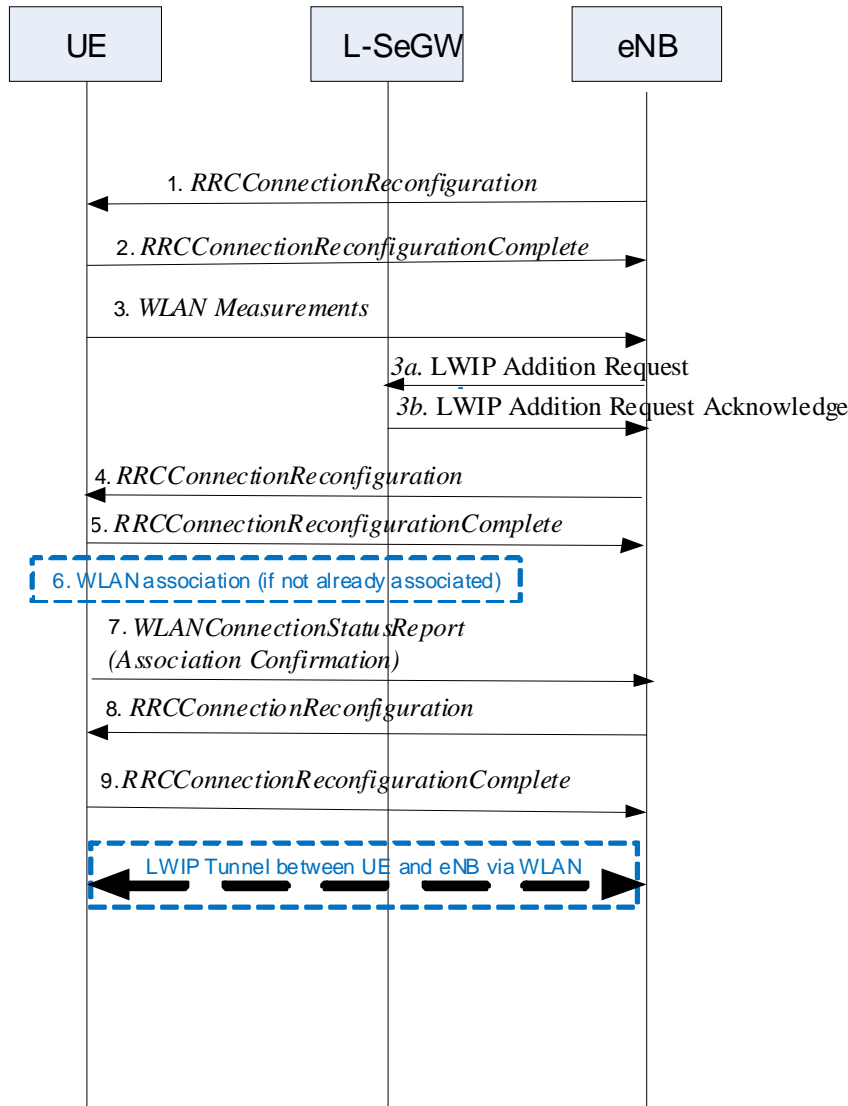 UE
L-SeGW
eNB
1. RRCConnectionReconfiguration
2. RRCConnectionReconfigurationComplete
3. WLAN Measurements
3a. LWIP Addition Request
3b. LWIP Addition Request Acknowledge
4. RRCConnectionReconfiguration
5. RRCConnectionReconfigurationComplete
6. WLAN association (if not already associated)
7. WLANConnectionStatusReport
(Association Confirmation)
8. RRCConnectionReconfiguration
9. RRCConnectionReconfigurationComplete
LWIP Tunnel between UE and eNB via WLAN